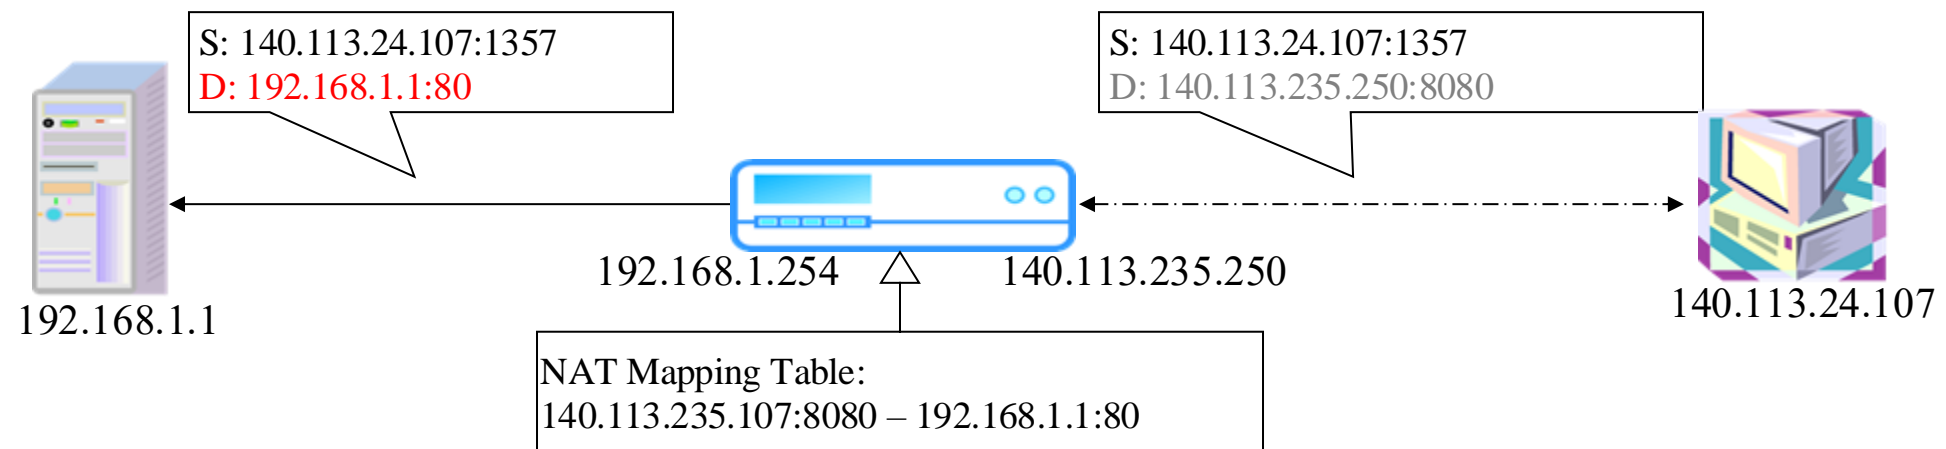 S: 140.113.24.107:1357
D: 192.168.1.1:80
S: 140.113.24.107:1357
D: 140.113.235.250:8080
192.168.1.254
140.113.235.250
192.168.1.1
140.113.24.107
NAT Mapping Table:
140.113.235.107:8080 – 192.168.1.1:80